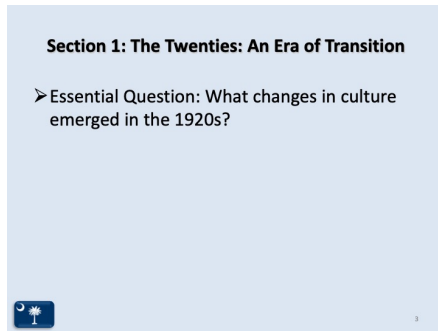 Section 1: The Twenties: An Era of Transition
➢Essential Question: What changes in culture
emerged in the 1920s?
3